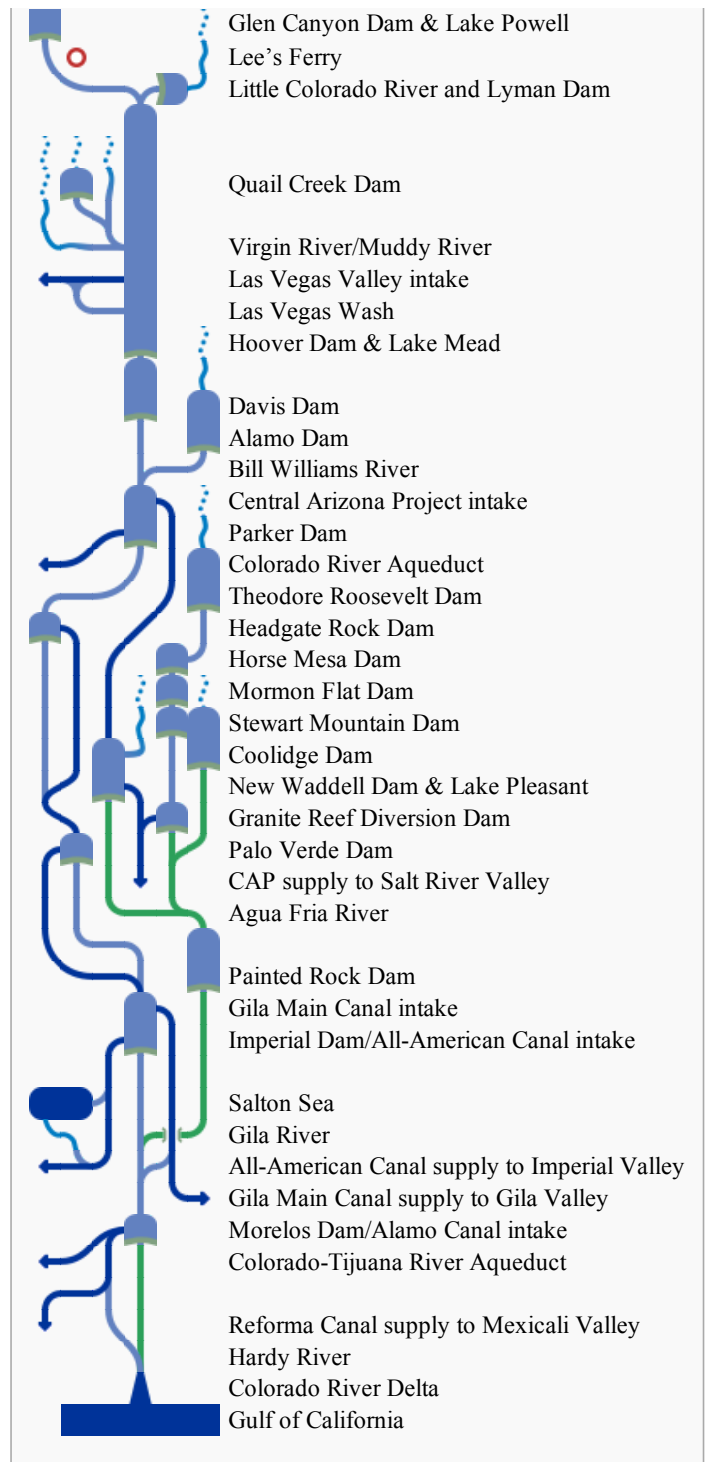 Glen Canyon Dam & Lake Powell
Lee’s Ferry
Little Colorado River and Lyman Dam
Quail Creek Dam
Virgin River/Muddy River
Las Vegas Valley intake
Las Vegas Wash
Hoover Dam & Lake Mead
Davis Dam
Alamo Dam
Bill Williams River
Central Arizona Project intake
Parker Dam
Colorado River Aqueduct
Theodore Roosevelt Dam
Headgate Rock Dam
Horse Mesa Dam
Mormon Flat Dam
Stewart Mountain Dam
Coolidge Dam
New Waddell Dam & Lake Pleasant
Granite Reef Diversion Dam
Palo Verde Dam
CAP supply to Salt River Valley
Agua Fria River
Painted Rock Dam
Gila Main Canal intake
Imperial Dam/All-American Canal intake
Salton Sea
Gila River
All-American Canal supply to Imperial Valley
Gila Main Canal supply to Gila Valley
Morelos Dam/Alamo Canal intake
Colorado-Tijuana River Aqueduct
Reforma Canal supply to Mexicali Valley
Hardy River
Colorado River Delta
Gulf of California